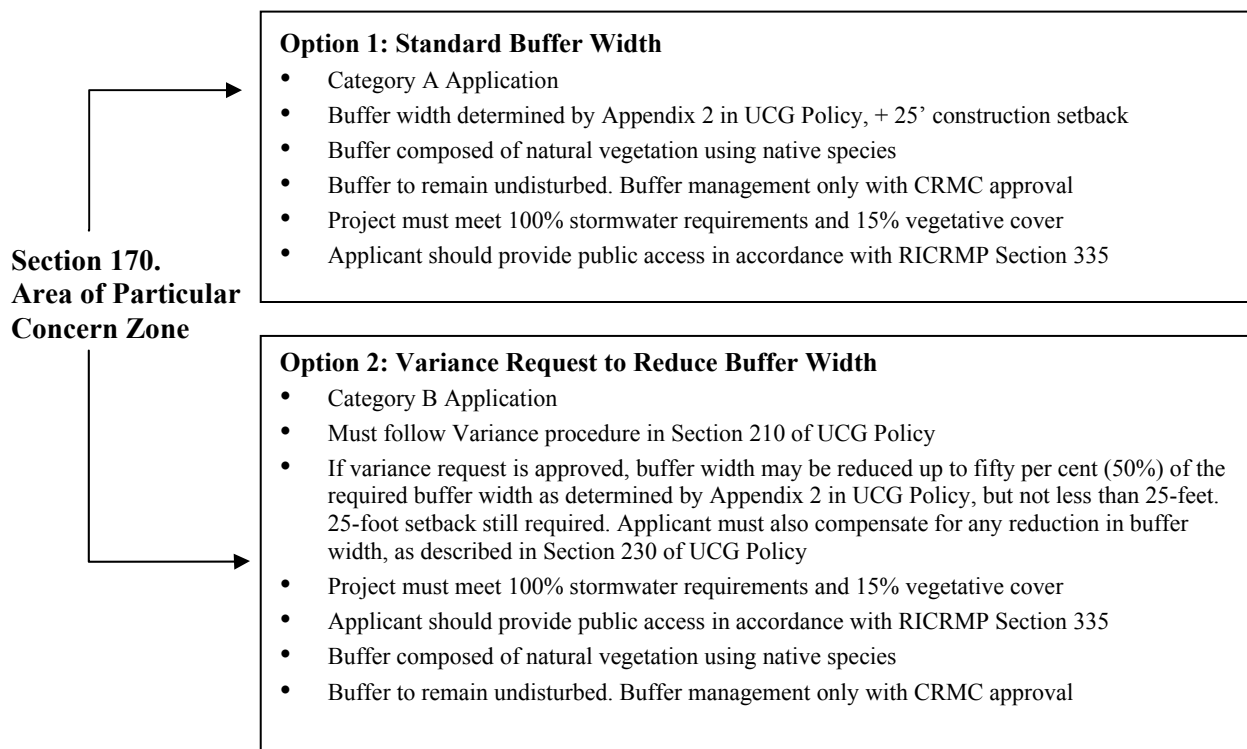 Section 170.
Area of Particular
Concern Zone
Option 1: Standard Buffer Width
• Category A Application
• Buffer width determined by Appendix 2 in UCG Policy, + 25’ construction setback
• Buffer composed of natural vegetation using native species
• Buffer to remain undisturbed. Buffer management only with CRMC approval
• Project must meet 100% stormwater requirements and 15% vegetative cover
• Applicant should provide public access in accordance with RICRMP Section 335
Option 2: Variance Request to Reduce Buffer Width
• Category B Application
• Must follow Variance procedure in Section 210 of UCG Policy
• If variance request is approved, buffer width may be reduced up to fifty per cent (50%) of the
required buffer width as determined by Appendix 2 in UCG Policy, but not less than 25-feet.
25-foot setback still required. Applicant must also compensate for any reduction in buffer
width, as described in Section 230 of UCG Policy
• Project must meet 100% stormwater requirements and 15% vegetative cover
• Applicant should provide public access in accordance with RICRMP Section 335
• Buffer composed of natural vegetation using native species
• Buffer to remain undisturbed. Buffer management only with CRMC approval